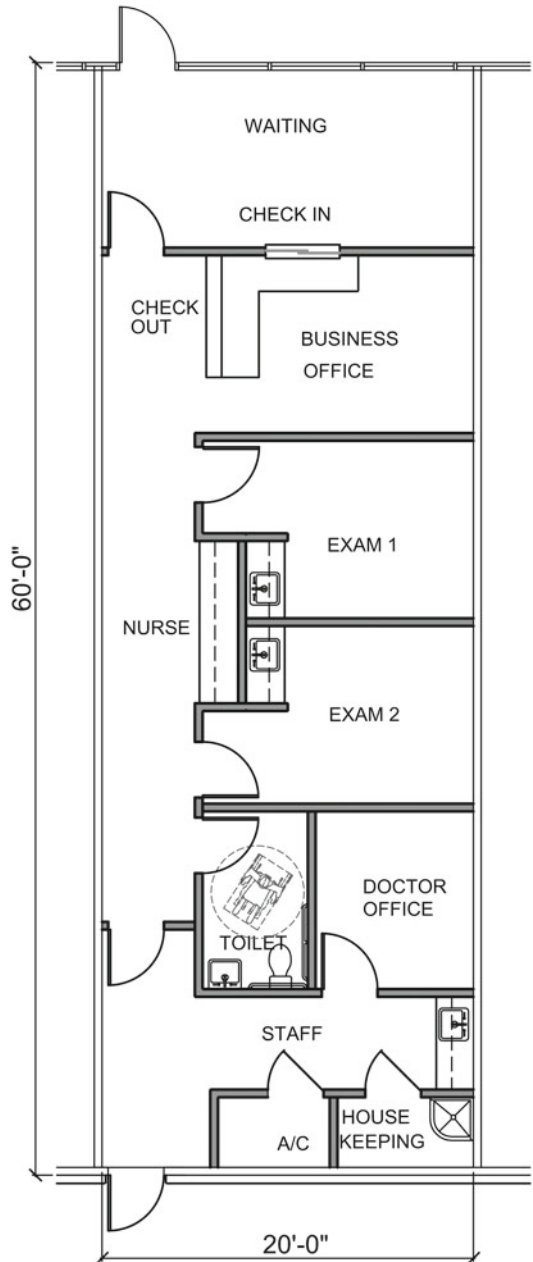 WAITING
CHECK IN
CHECK
OUT
BUSINESS
OFFICE
EXAM 1
60'-0"
NURSE
EXAM 2
DOCTOR
OFFICE
TOILET
STAFF
HOUSE
KEEPING
A/C
20'-0"